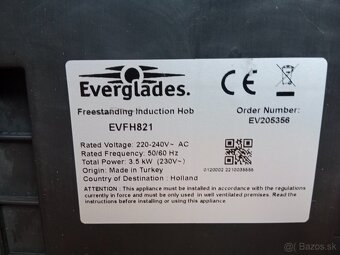 Everglades.
CE
Freestanding Induction Hob
EVFH821
Order Number:
EV205356
Rated Voltage: 220-240V~ AC
Rated Frequency: 50/60 Hz
Total Power: 3.5 kW (230V~)
Origin: Made in Turkey
Country of Destination : Holland
ATTENTION : This appliance must be installed in accordance with the regulations
in force and only used in well ventilated premises. Read the instructions
before installing or using this appliance.
bazos.sk